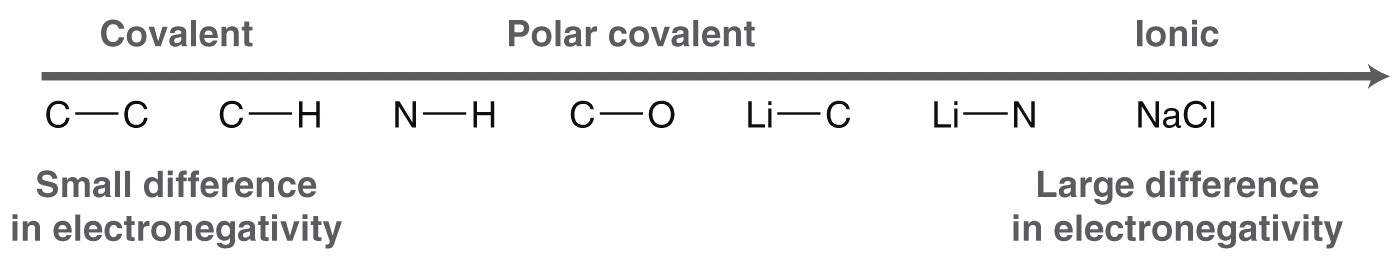 Covalent Polar covalent Ionic
C—C C—H N—H C—O Li—C Li—N NaCl
Small difference
in electronegativity
Large difference
in electronegativity